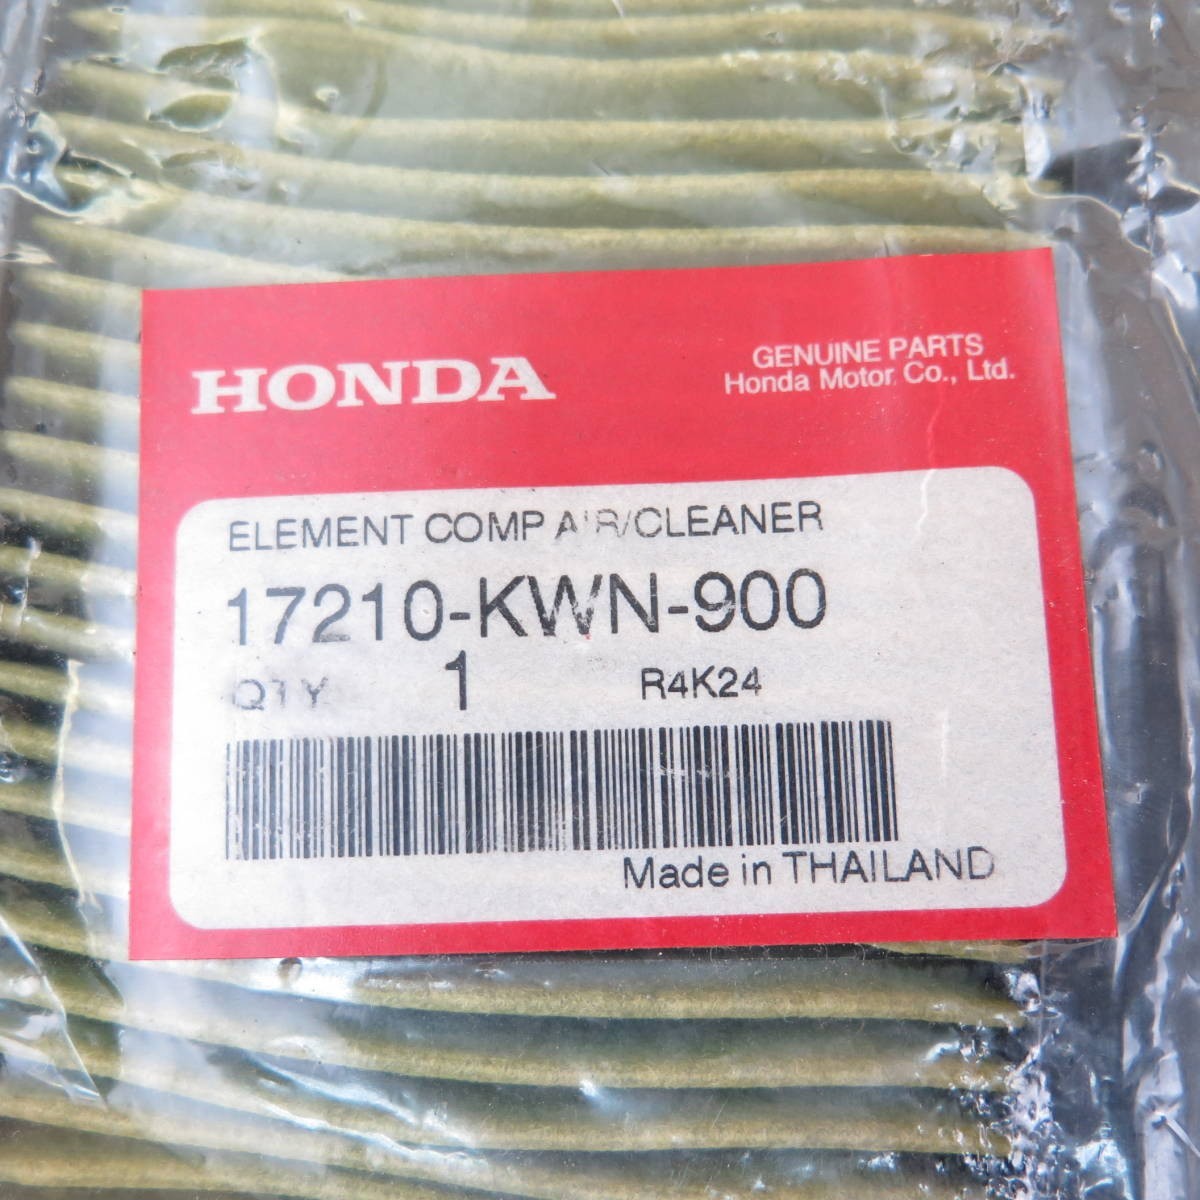 HONDA
GENUINE PARTS
Honda Motor Co., Ltd.
ELEMENT COMP AIR/CLEANER
17210-KWN-900
QTY 1 R4K24
Made in THAILAND